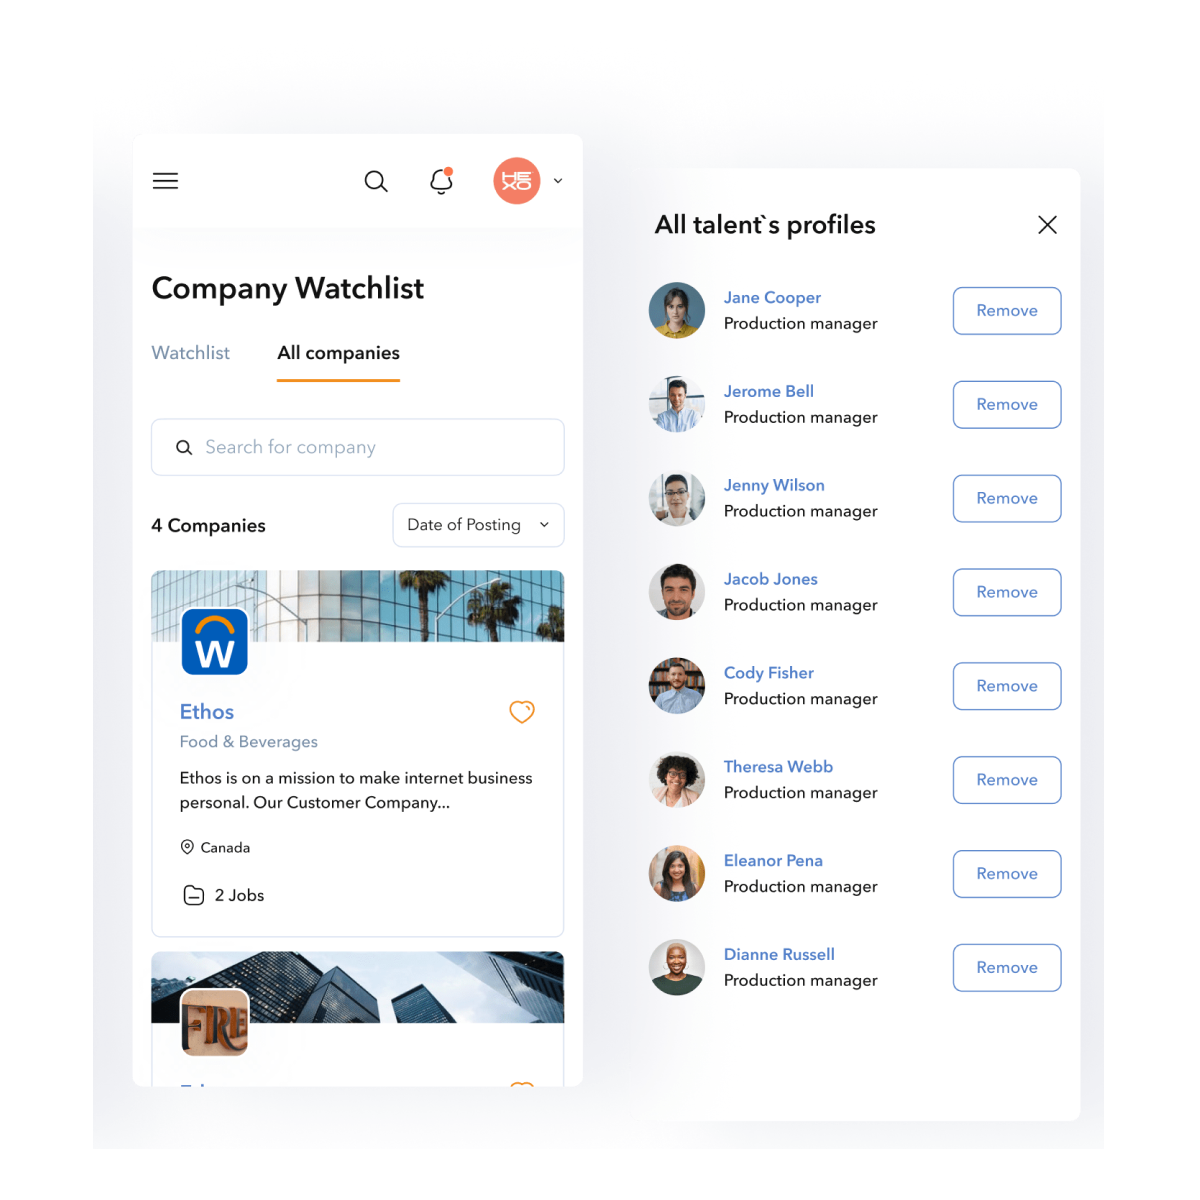 HEXO
Company Watchlist
Watchlist
All companies
Search for company
4 Companies
Date of Posting
W
Ethos
Food & Beverages
Ethos is on a mission to make internet business
personal. Our Customer Company...
Canada
2 Jobs
FRE
All talent`s profiles
Jane Cooper
Production manager
Remove
Jerome Bell
Production manager
Remove
Jenny Wilson
Production manager
Remove
Jacob Jones
Production manager
Remove
Cody Fisher
Production manager
Remove
Theresa Webb
Production manager
Remove
Eleanor Pena
Production manager
Remove
Dianne Russell
Production manager
Remove